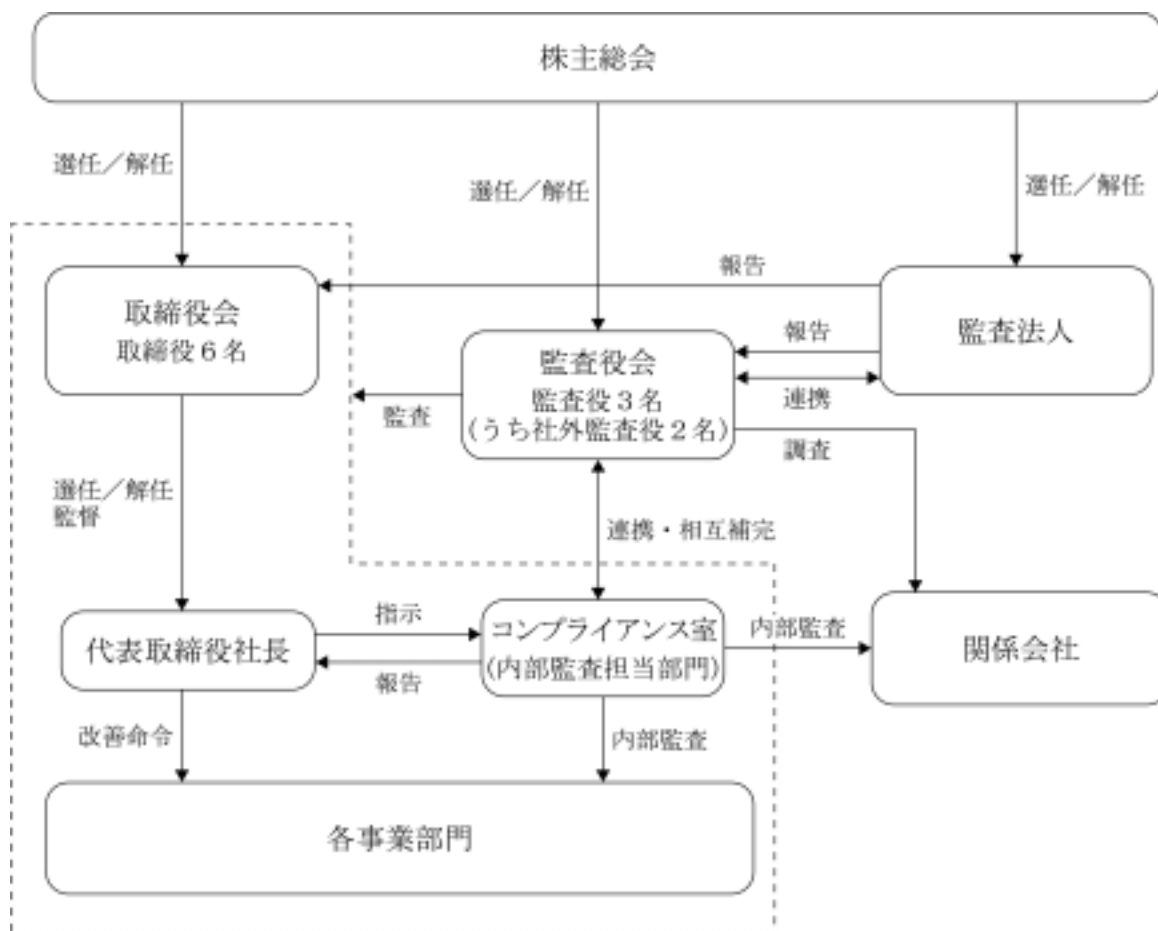 株主総会
選任／解任
選任／解任
選任／解任
報告
取締役会
取締役６名
監査法人
報告
監査役会
監査役３名
(うち社外監査役２名)
連携
監査
調査
選任／解任
監督
連携・相互補完
指示
代表取締役社長
報告
コンプライアンス室
(内部監査担当部門)
内部監査
関係会社
改善命令
内部監査
各事業部門